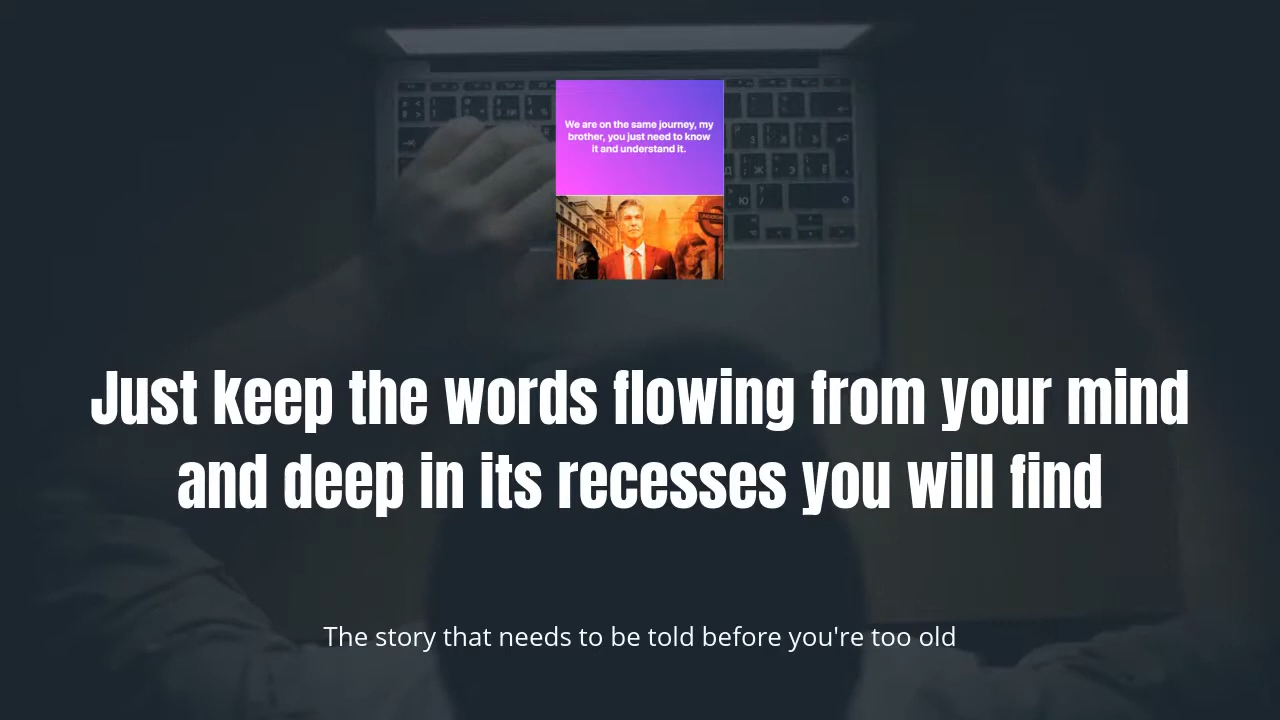 We are on the same journey, my
brother, you just need to know
it and understand it.
Just keep the words flowing from your mind
and deep in its recesses you will find
The story that needs to be told before you're too old